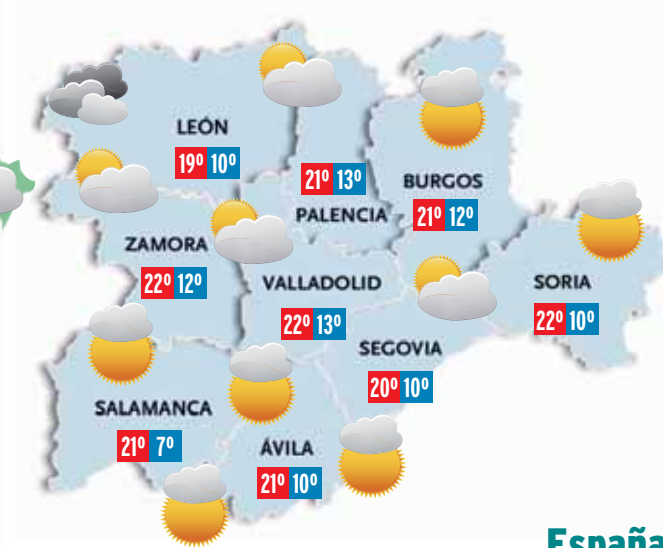 LEÓN
19º 10º
21º 13º
PALENCIA
BURGOS
21º 12º
ZAMORA
22º 12º
VALLADOLID
22º 13º
SORIA
22º 10º
SEGOVIA
20º 10º
SALAMANCA
21º 7º
ÁVILA
21º 10º
España